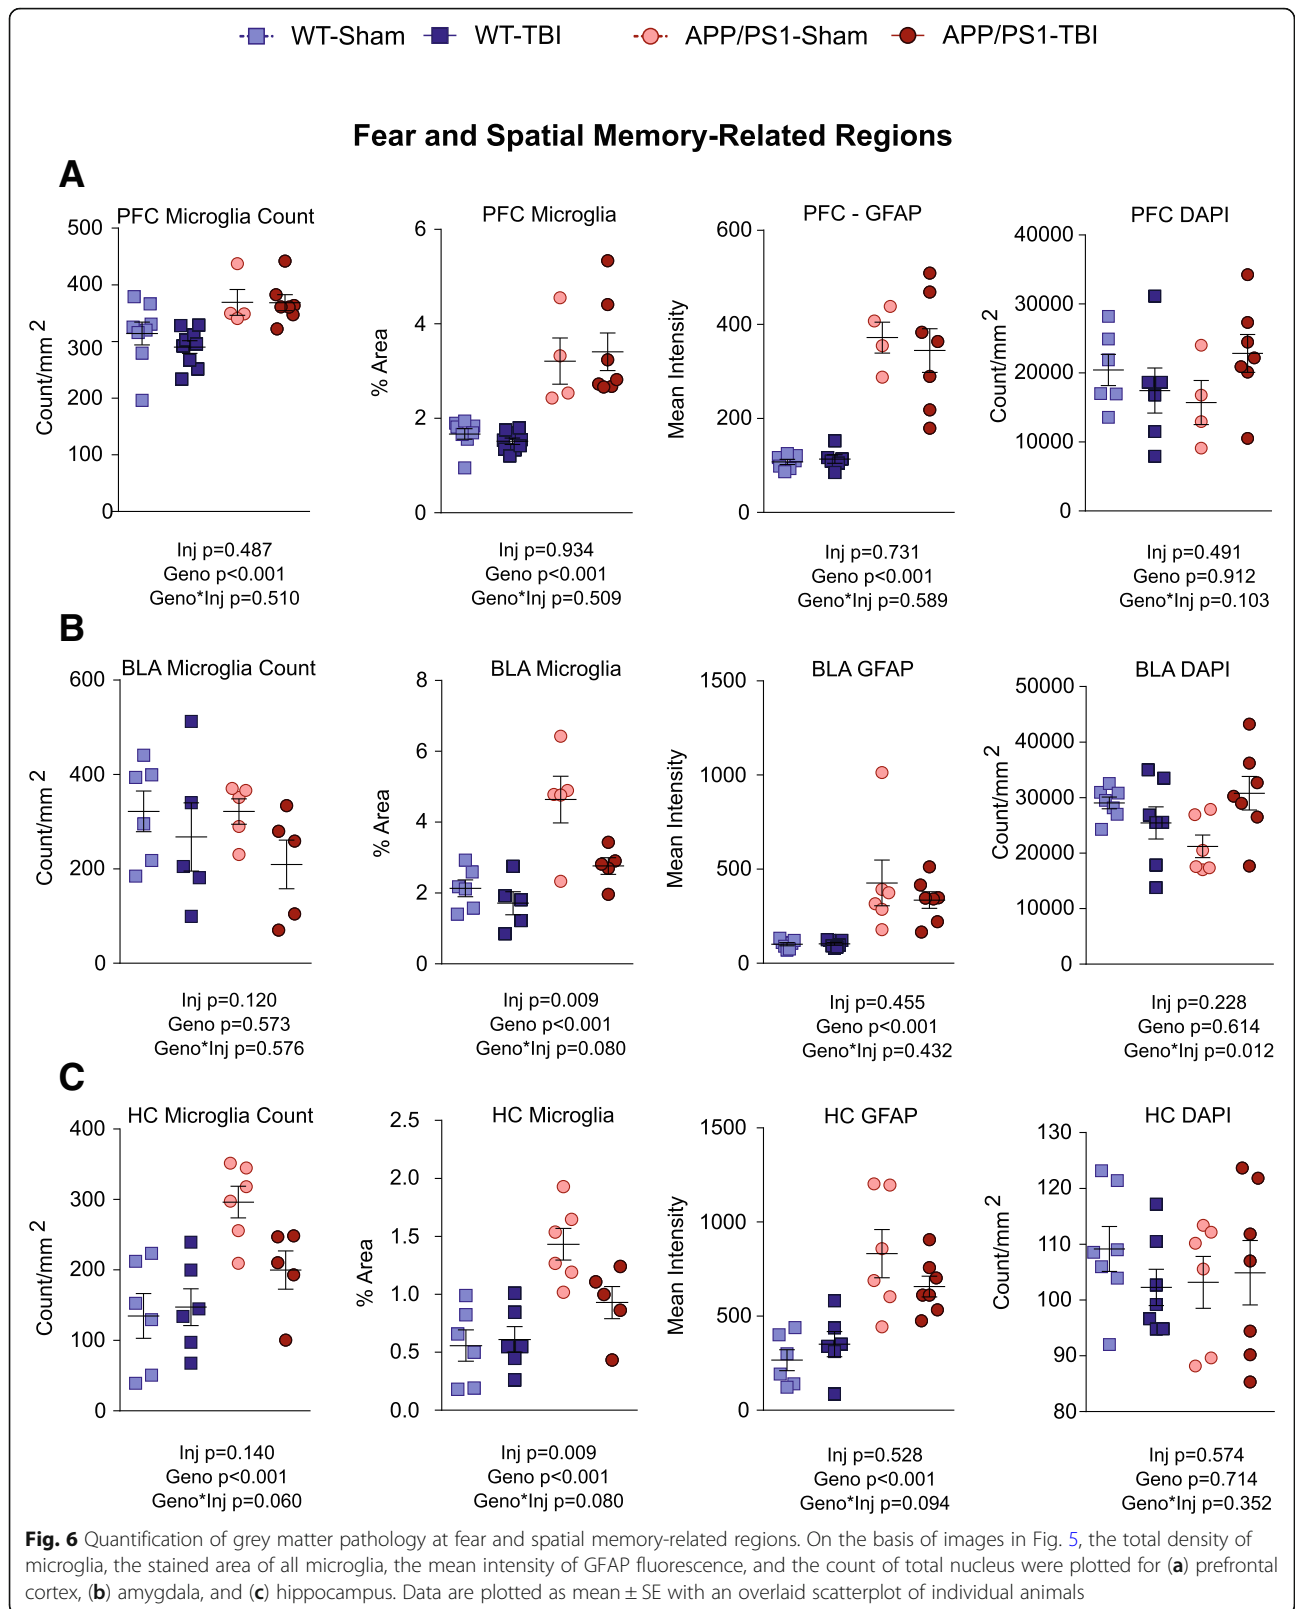 WT-Sham WT-TBI APP/PS1-Sham APP/PS1-TBI
Fear and Spatial Memory-Related Regions
A
PFC Microglia Count
500
400
300
200
100
0
Count/mm 2
Inj p=0.487
Geno p<0.001
Geno*Inj p=0.510
PFC Microglia
6
4
2
0
% Area
Inj p=0.934
Geno p<0.001
Geno*Inj p=0.509
PFC - GFAP
600
400
200
0
Mean Intensity
Inj p=0.731
Geno p<0.001
Geno*Inj p=0.589
PFC DAPI
40000
30000
20000
10000
0
Count/mm 2
Inj p=0.491
Geno p=0.912
Geno*Inj p=0.103
B
BLA Microglia Count
600
400
200
0
Count/mm 2
Inj p=0.120
Geno p=0.573
Geno*Inj p=0.576
BLA Microglia
8
6
4
2
0
% Area
Inj p=0.009
Geno p<0.001
Geno*Inj p=0.080
BLA GFAP
1500
1000
500
0
Mean Intensity
Inj p=0.455
Geno p<0.001
Geno*Inj p=0.432
BLA DAPI
50000
40000
30000
20000
10000
0
Count/mm 2
Inj p=0.228
Geno p=0.614
Geno*Inj p=0.012
C
HC Microglia Count
400
300
200
100
0
Count/mm 2
Inj p=0.140
Geno p<0.001
Geno*Inj p=0.060
HC Microglia
2.5
2.0
1.5
1.0
0.5
0.0
% Area
Inj p=0.009
Geno p<0.001
Geno*Inj p=0.080
HC GFAP
1500
1000
500
0
Mean Intensity
Inj p=0.528
Geno p<0.001
Geno*Inj p=0.094
HC DAPI
130
120
110
100
90
80
Count/mm 2
Inj p=0.574
Geno p=0.714
Geno*Inj p=0.352
Fig. 6 Quantification of grey matter pathology at fear and spatial memory-related regions. On the basis of images in Fig. 5, the total density of
microglia, the stained area of all microglia, the mean intensity of GFAP fluorescence, and the count of total nucleus were plotted for (a) prefrontal
cortex, (b) amygdala, and (c) hippocampus. Data are plotted as mean ± SE with an overlaid scatterplot of individual animals